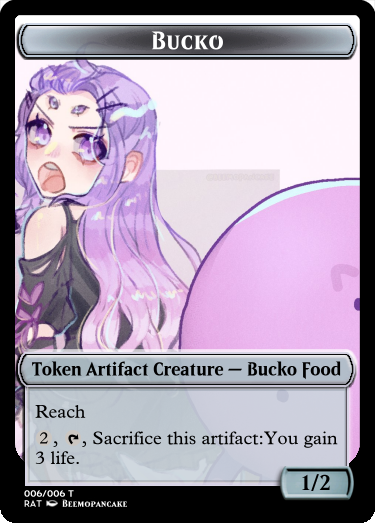 Bucko
Token Artifact Creature — Bucko Food
Reach
2, , Sacrifice this artifact:You gain
3 life.
1/2
006/006 T
RAT Beemopancake